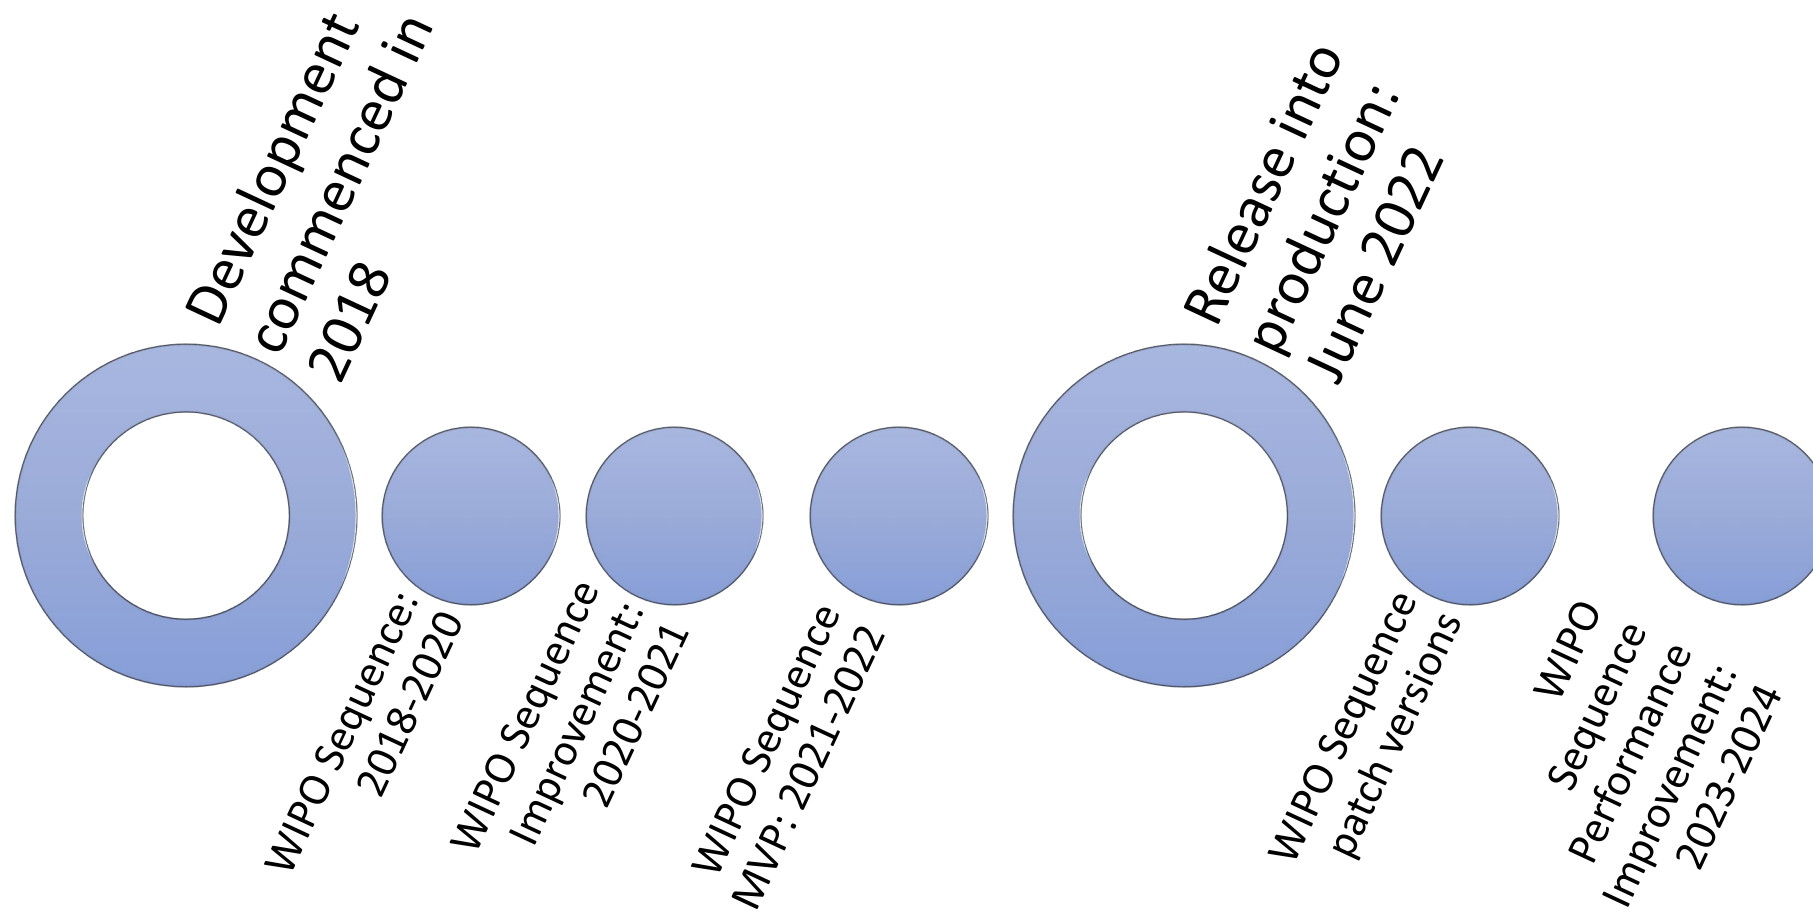 Development
commenced in
2018
WIPO Sequence:
2018-2020
WIPO Sequence
Improvement:
2020-2021
WIPO Sequence
MVP: 2021-2022
Release into
production:
June 2022
WIPO Sequence
patch versions
WIPO
Sequence
Performance
Improvement:
2023-2024